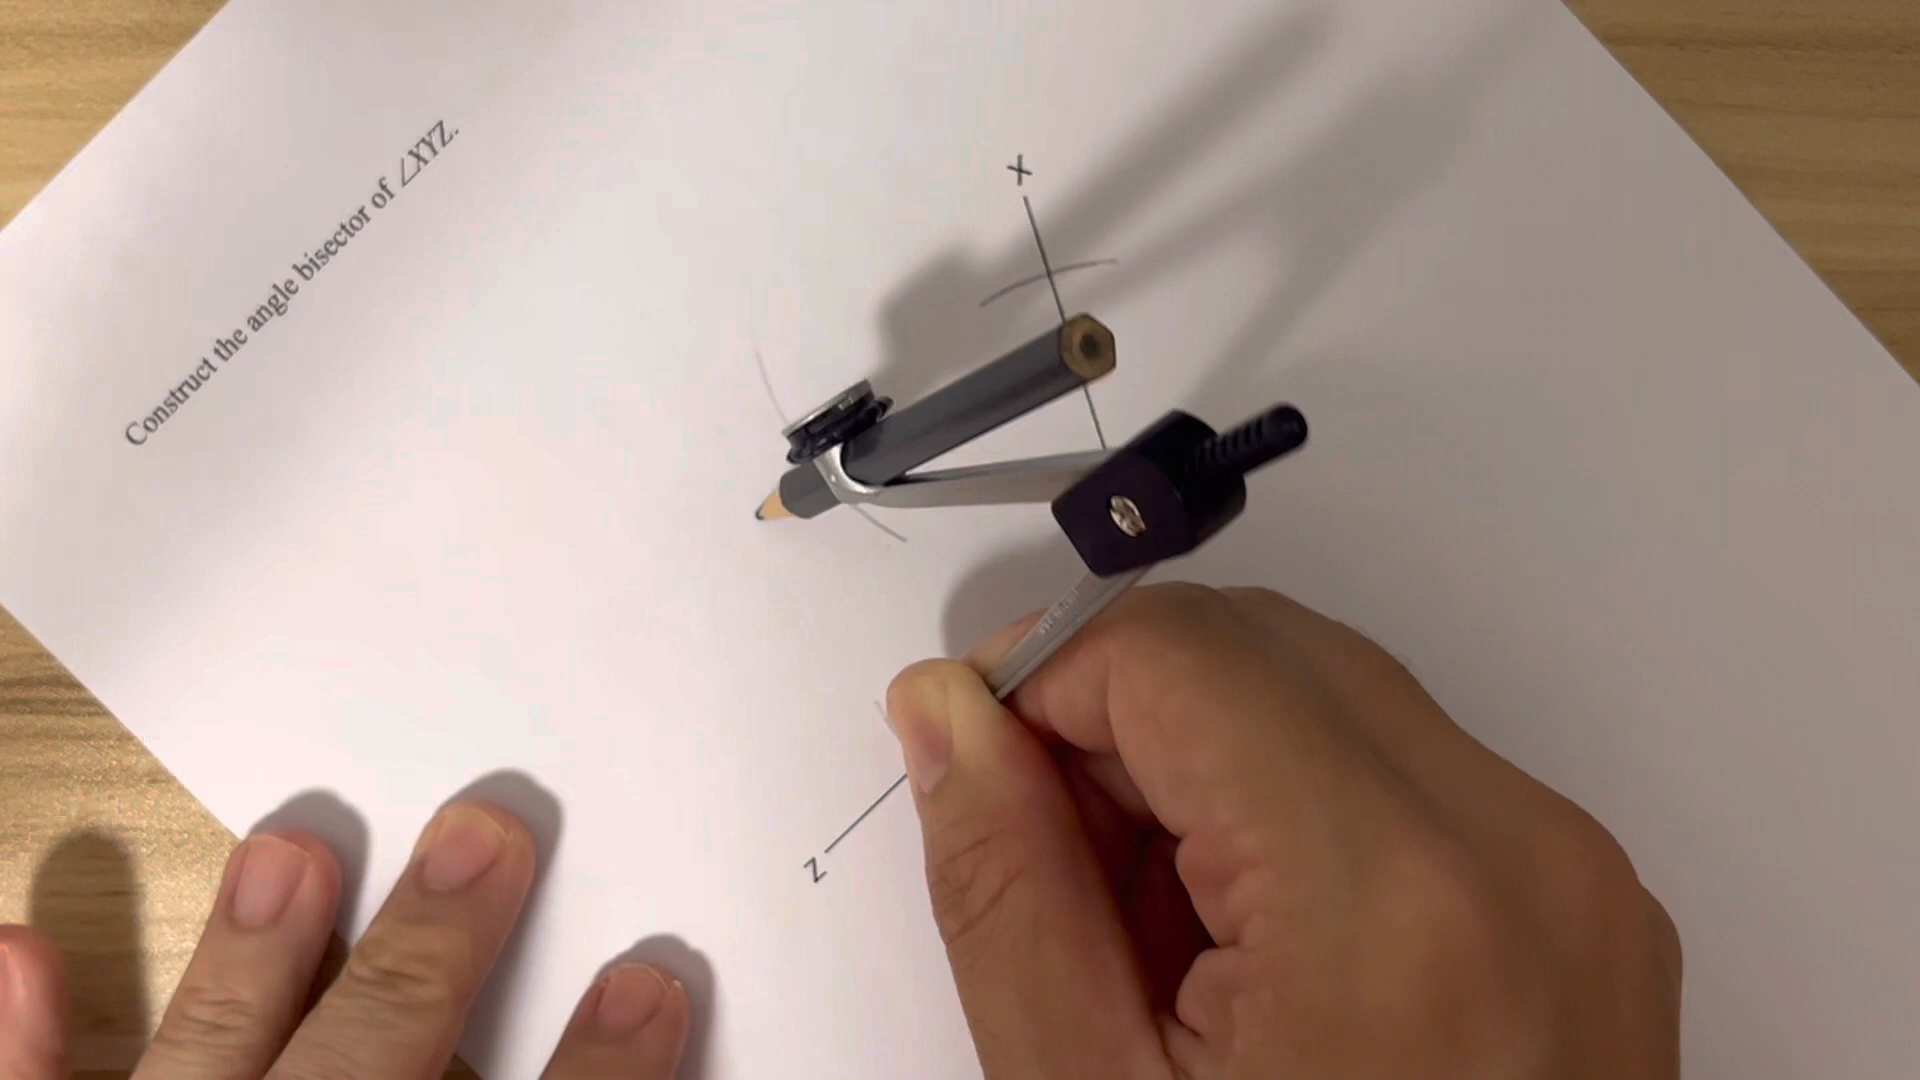 Construct the angle bisector of ∠XYZ.
X
Z